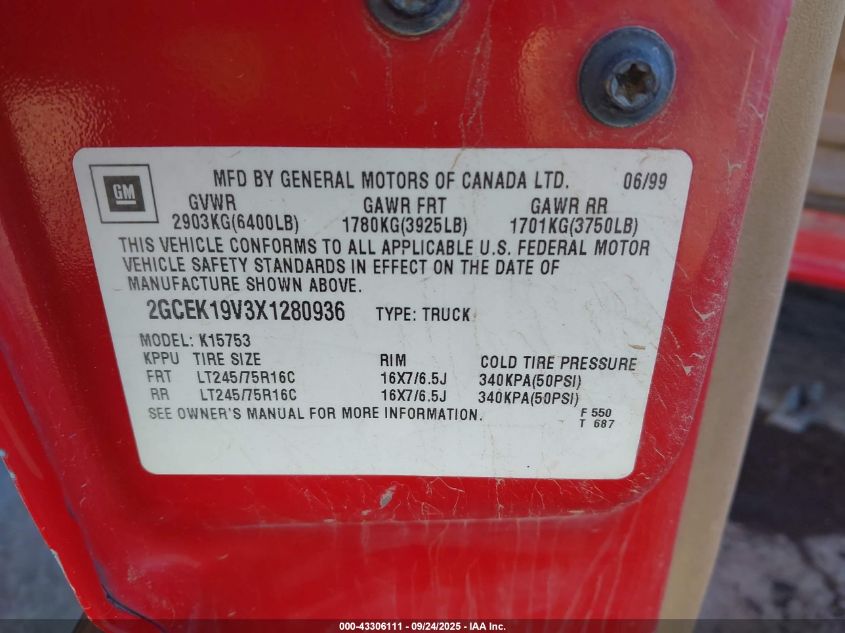 GM
MFD BY GENERAL MOTORS OF CANADA LTD. 06/99
GVWR GAWR FRT GAWR RR
2903KG(6400LB) 1780KG(3925LB) 1701KG(3750LB)
THIS VEHICLE CONFORMS TO ALL APPLICABLE U.S. FEDERAL MOTOR
VEHICLE SAFETY STANDARDS IN EFFECT ON THE DATE OF
MANUFACTURE SHOWN ABOVE.
2GCEK19V3X1280936 TYPE: TRUCK
MODEL: K15753
KPPU TIRE SIZE RIM COLD TIRE PRESSURE
FRT LT245/75R16C 16X7/6.5J 340KPA(50PSI)
RR LT245/75R16C 16X7/6.5J 340KPA(50PSI)
SEE OWNER'S MANUAL FOR MORE INFORMATION. F 550
T 687
000-43306111 - 09/24/2025 - IAA Inc.